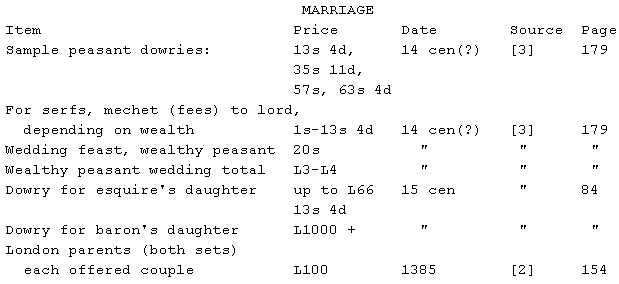 MARRIAGE
Item Price Date Source Page
Sample peasant dowries: 13s 4d, 14 cen(?) [3] 179
35s 11d,
57s, 63s 4d
For serfs, mechet (fees) to lord,
depending on wealth 1s-13s 4d 14 cen(?) [3] 179
Wedding feast, wealthy peasant 20s " " "
Wealthy peasant wedding total L3-L4 " " "
Dowry for esquire's daughter up to L66 15 cen " 84
13s 4d
Dowry for baron's daughter L1000 + " " "
London parents (both sets)
each offered couple L100 1385 [2] 154